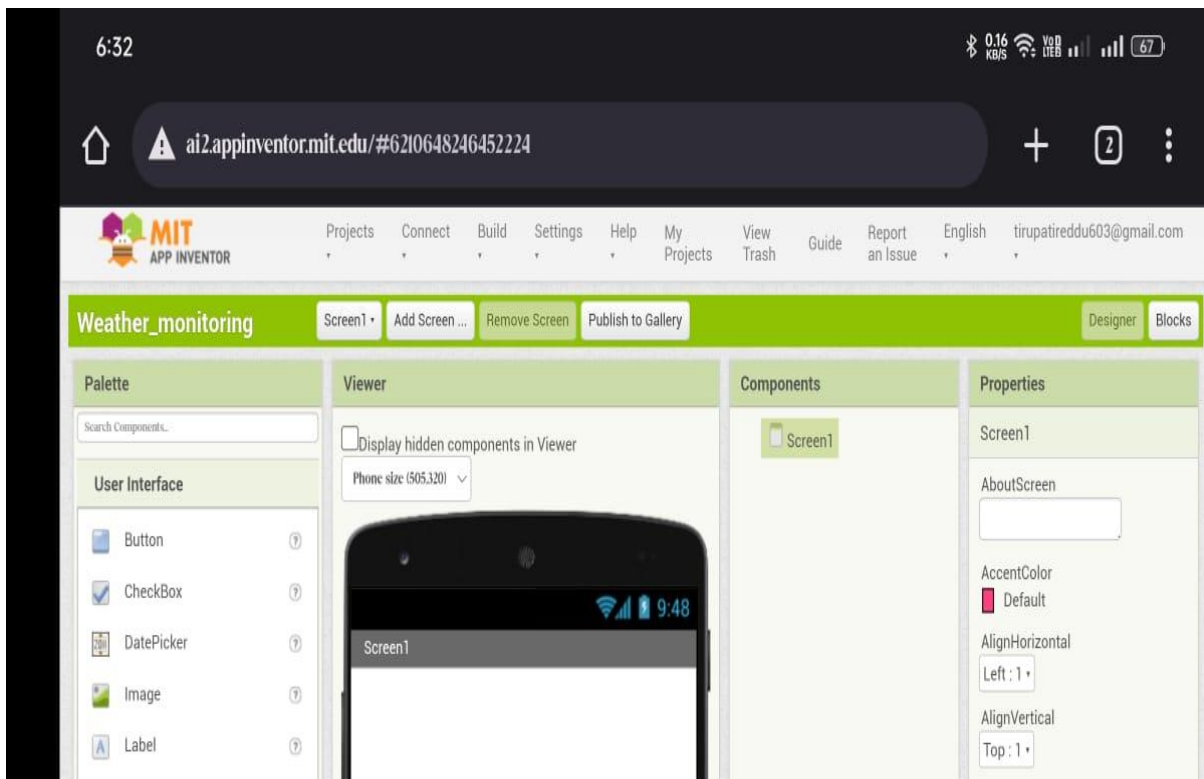 6:32
0.16 KB/S VoD LTE 67
ai2.appinventor.mit.edu/#6210648246452224
2
MIT
APP INVENTOR
Projects Connect Build Settings Help My Projects View Trash Guide Report an Issue English tirupatireddu603@gmail.com
Weather_monitoring Screen1 Add Screen ... Remove Screen Publish to Gallery Designer Blocks
Palette Viewer Components Properties
Search Components...
Display hidden components in Viewer
Screen1
Screen1
User Interface
Phone size (505,320)
AboutScreen
Button ?
CheckBox ?
AccentColor
Default
9:48
DatePicker ?
Screen1
AlignHorizontal
Left : 1
Image ?
AlignVertical
Label ?
Top : 1